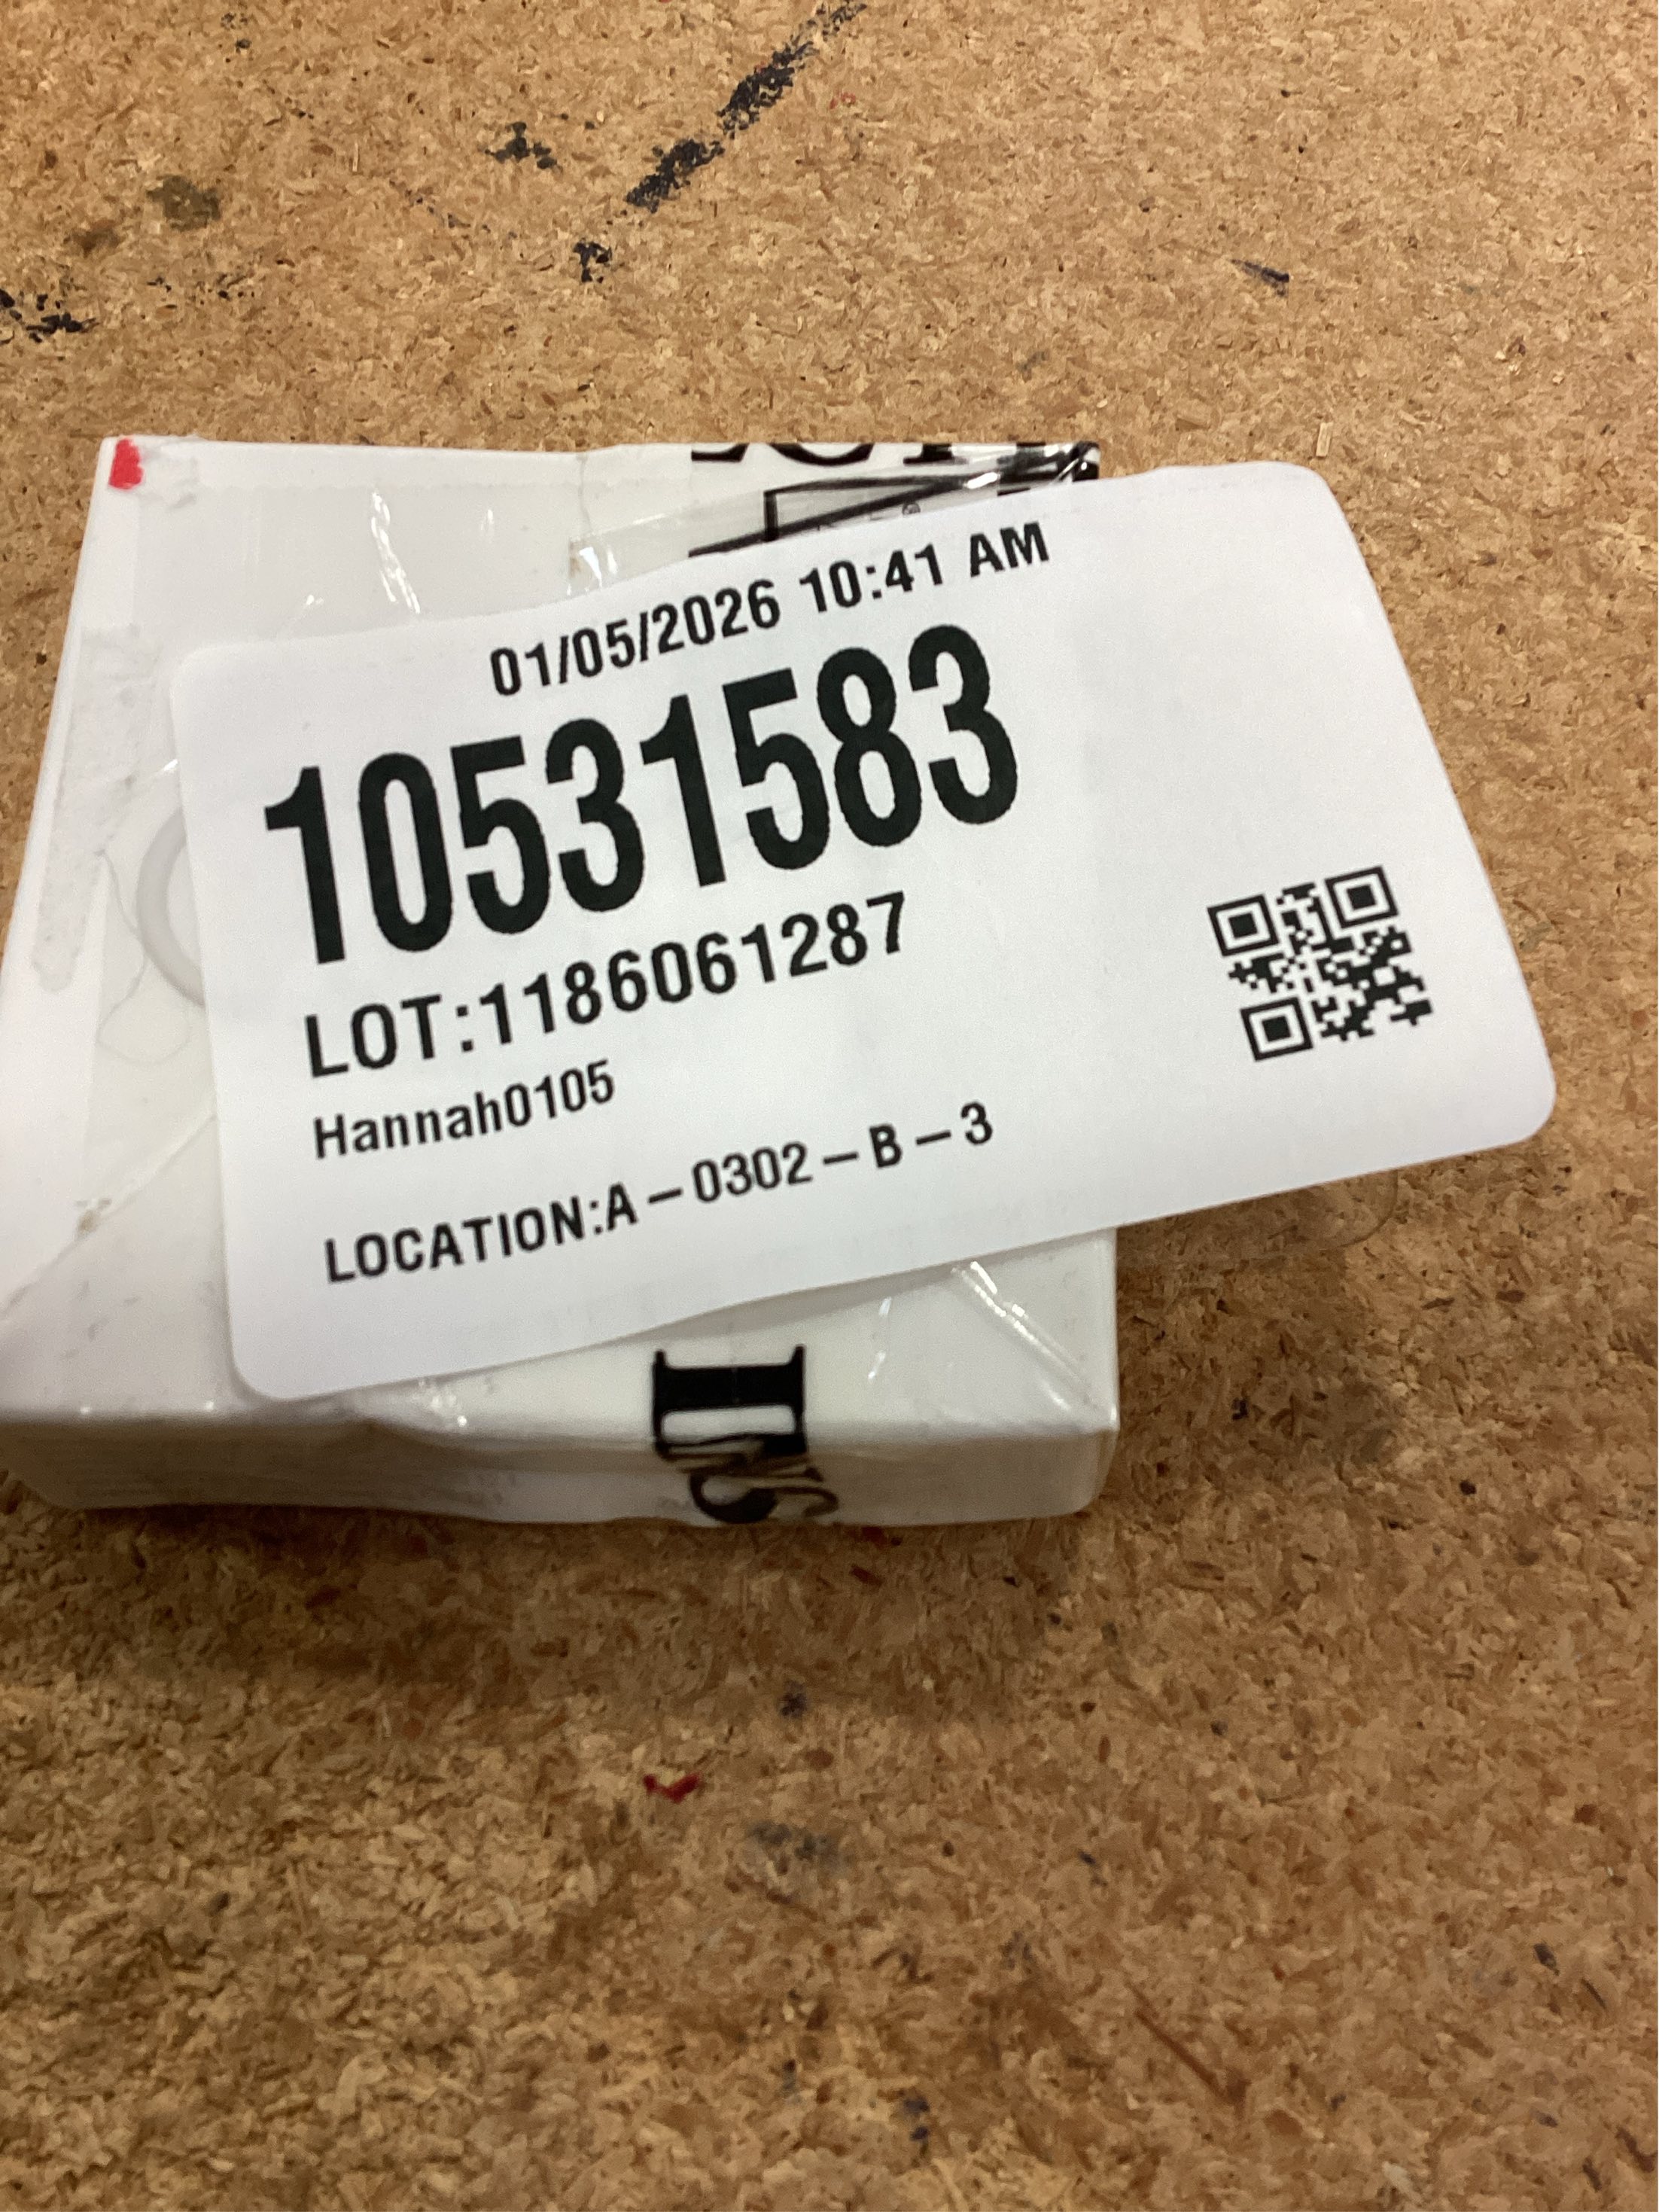 01/05/2026 10:41 AM
10531583
LOT:1186061287
Hannah0105
LOCATION:A – 0302 – B – 3